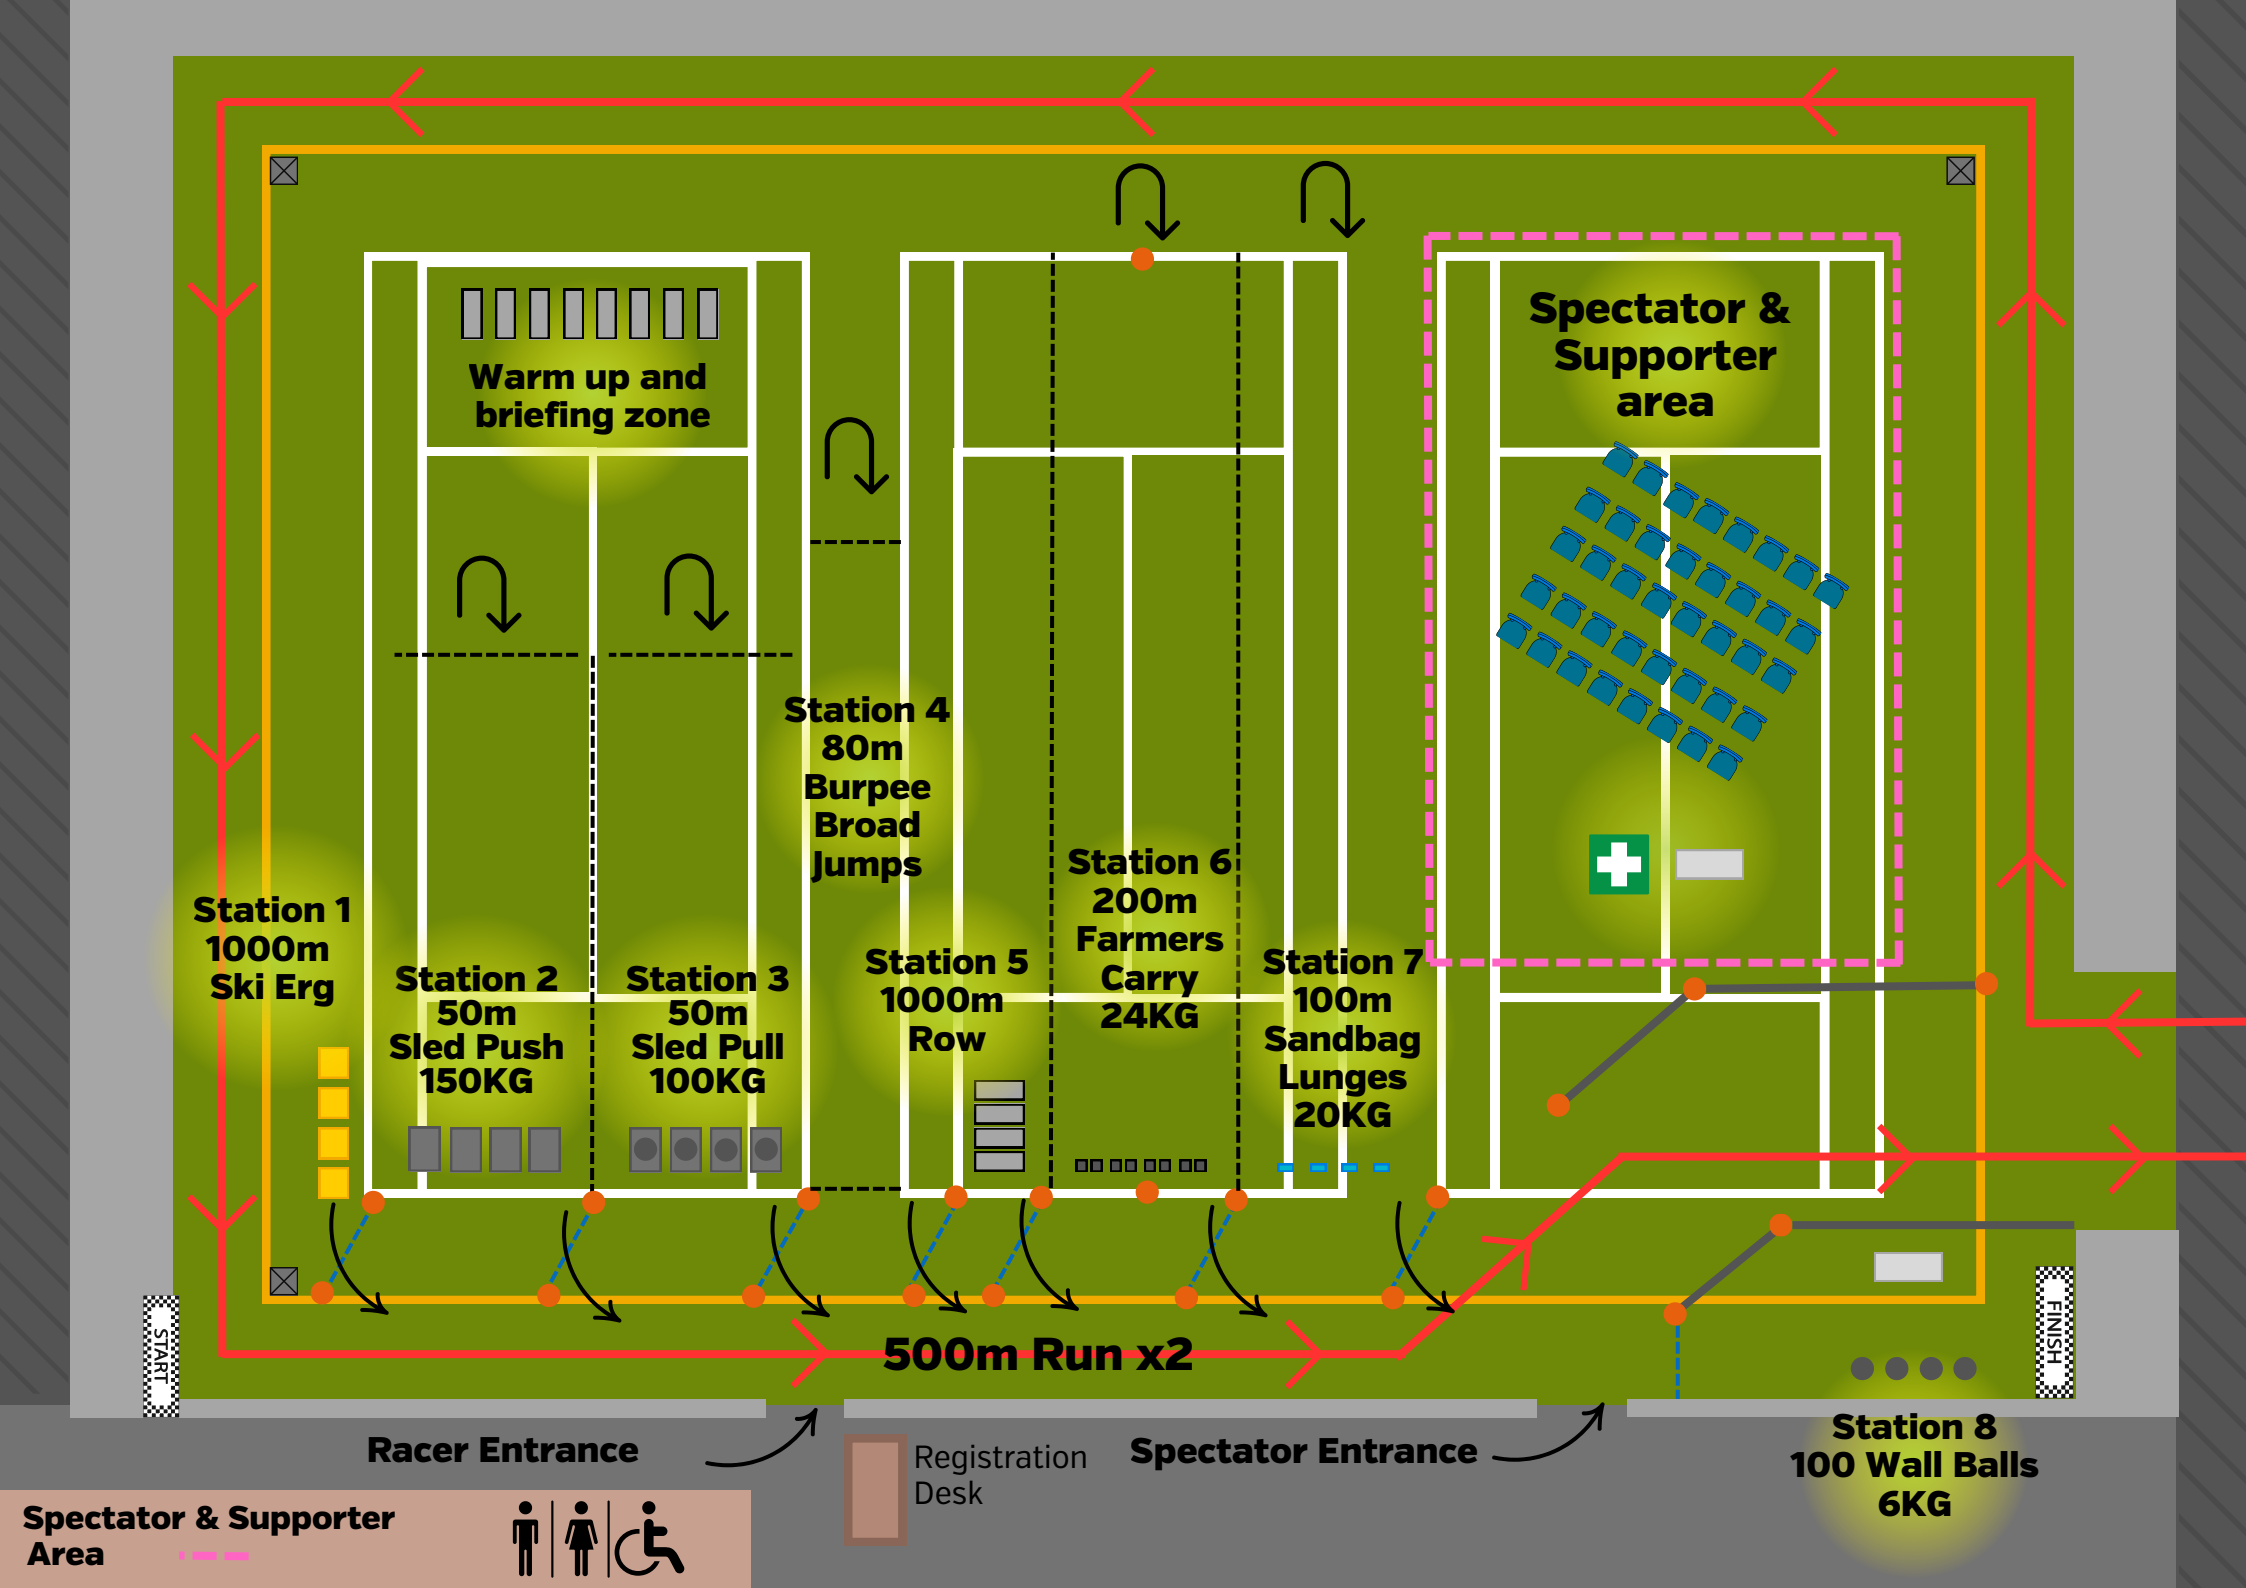 Warm up and
briefing zone
Spectator &
Supporter
area
Station 1
1000m
Ski Erg
Station 2
50m
Sled Push
150KG
Station 3
50m
Sled Pull
100KG
Station 4
80m
Burpee
Broad
Jumps
Station 5
1000m
Row
Station 6
200m
Farmers
Carry
24KG
Station 7
100m
Sandbag
Lunges
20KG
START
500m Run x2
FINISH
Racer Entrance
Registration
Desk
Spectator Entrance
Station 8
100 Wall Balls
6KG
Spectator & Supporter
Area